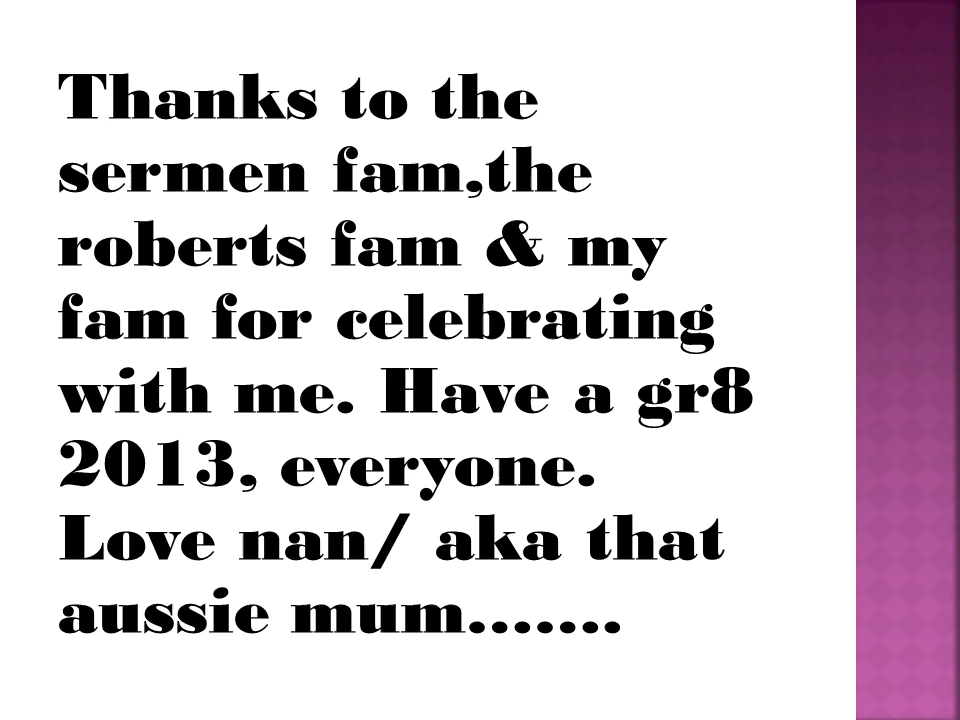 Thanks to the
sermen fam,the
roberts fam & my
fam for celebrating
with me. Have a gr8
2013, everyone.
Love nan/ aka that
aussie mum.......